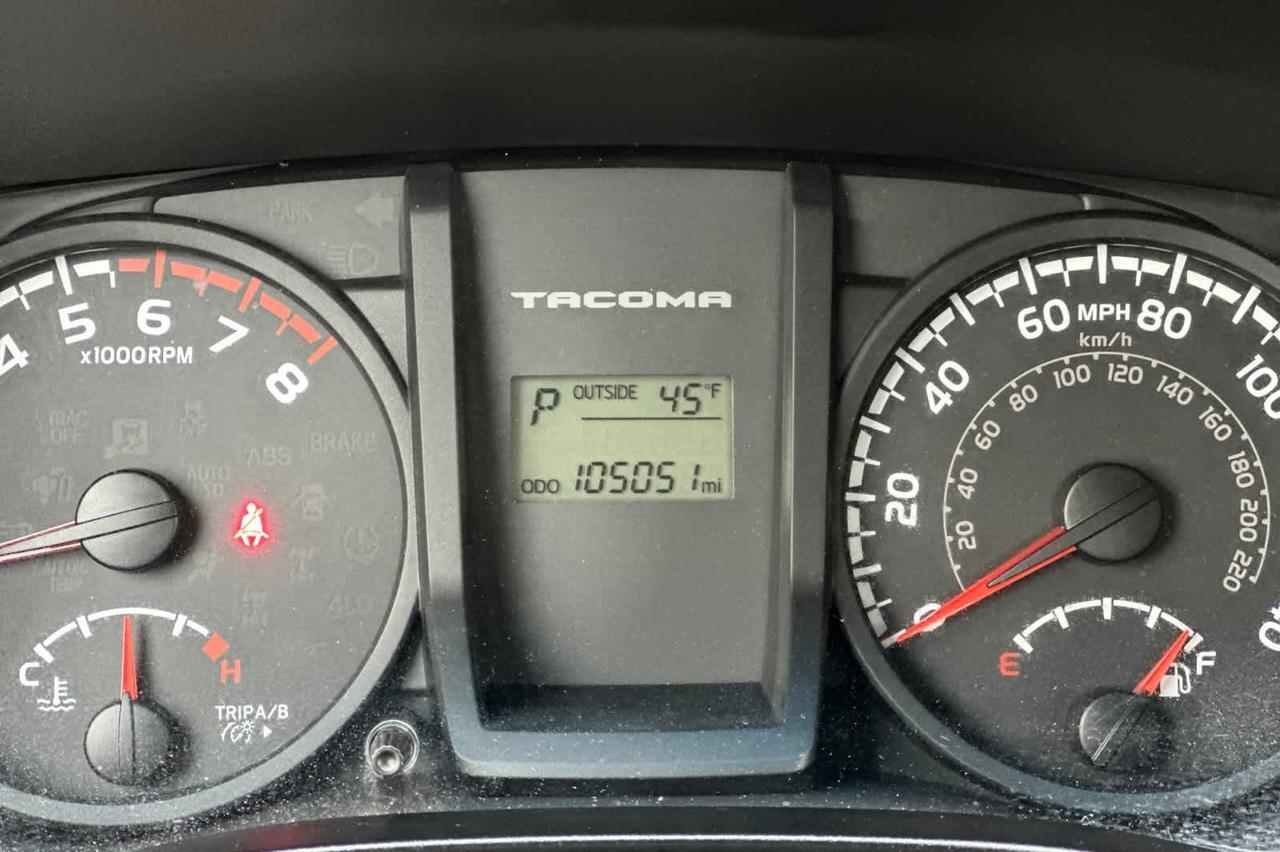 PARK
TACOMA
4 5 6 7 8
x1000RPM
TRAC
OFF
AUTO
LSD
ABS
BRAKE
4LO
C
H
TRIP A/B
P OUTSIDE 45°F
ODO 105051 mi
0 20 40 60 MPH 80 100
km/h
20 40 60 80 100 120 140 160 180 200 220
E
F